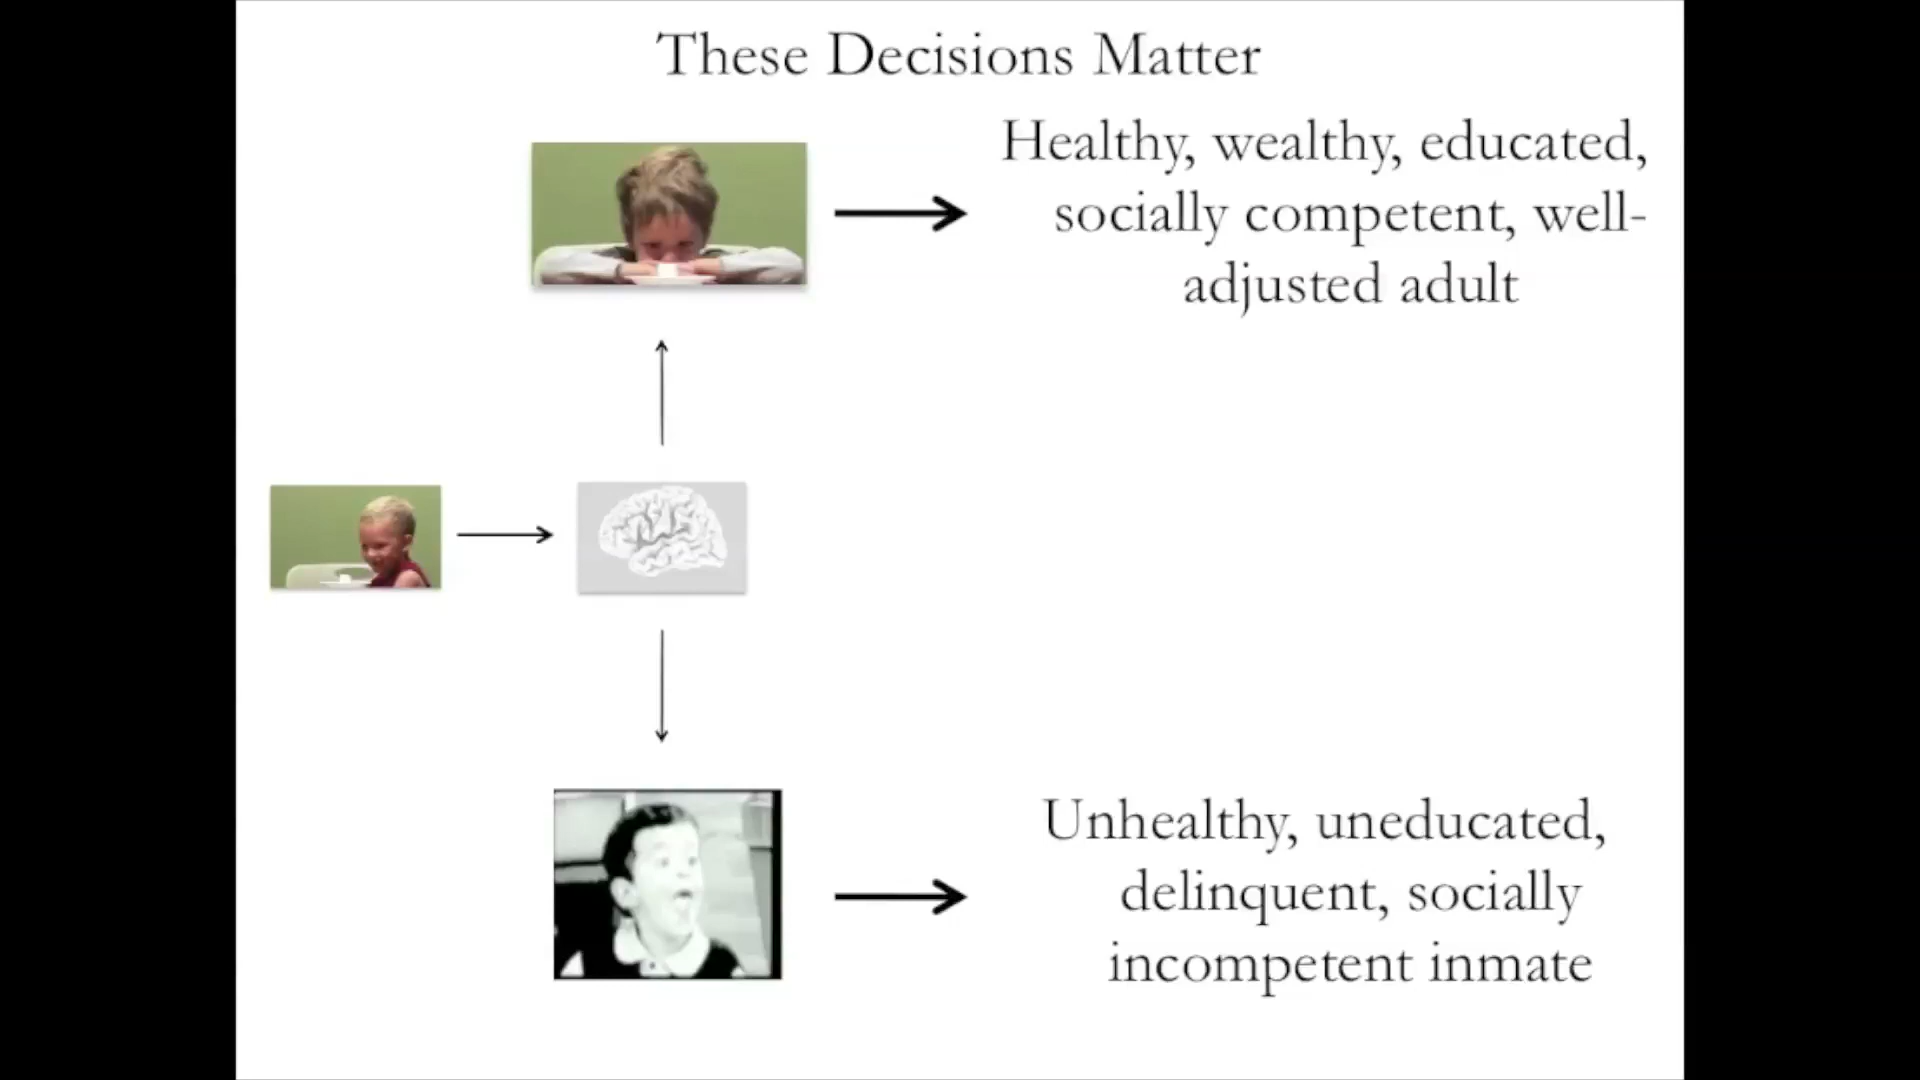 These Decisions Matter
Healthy, wealthy, educated,
socially competent, well-
adjusted adult
Unhealthy, uneducated,
delinquent, socially
incompetent inmate